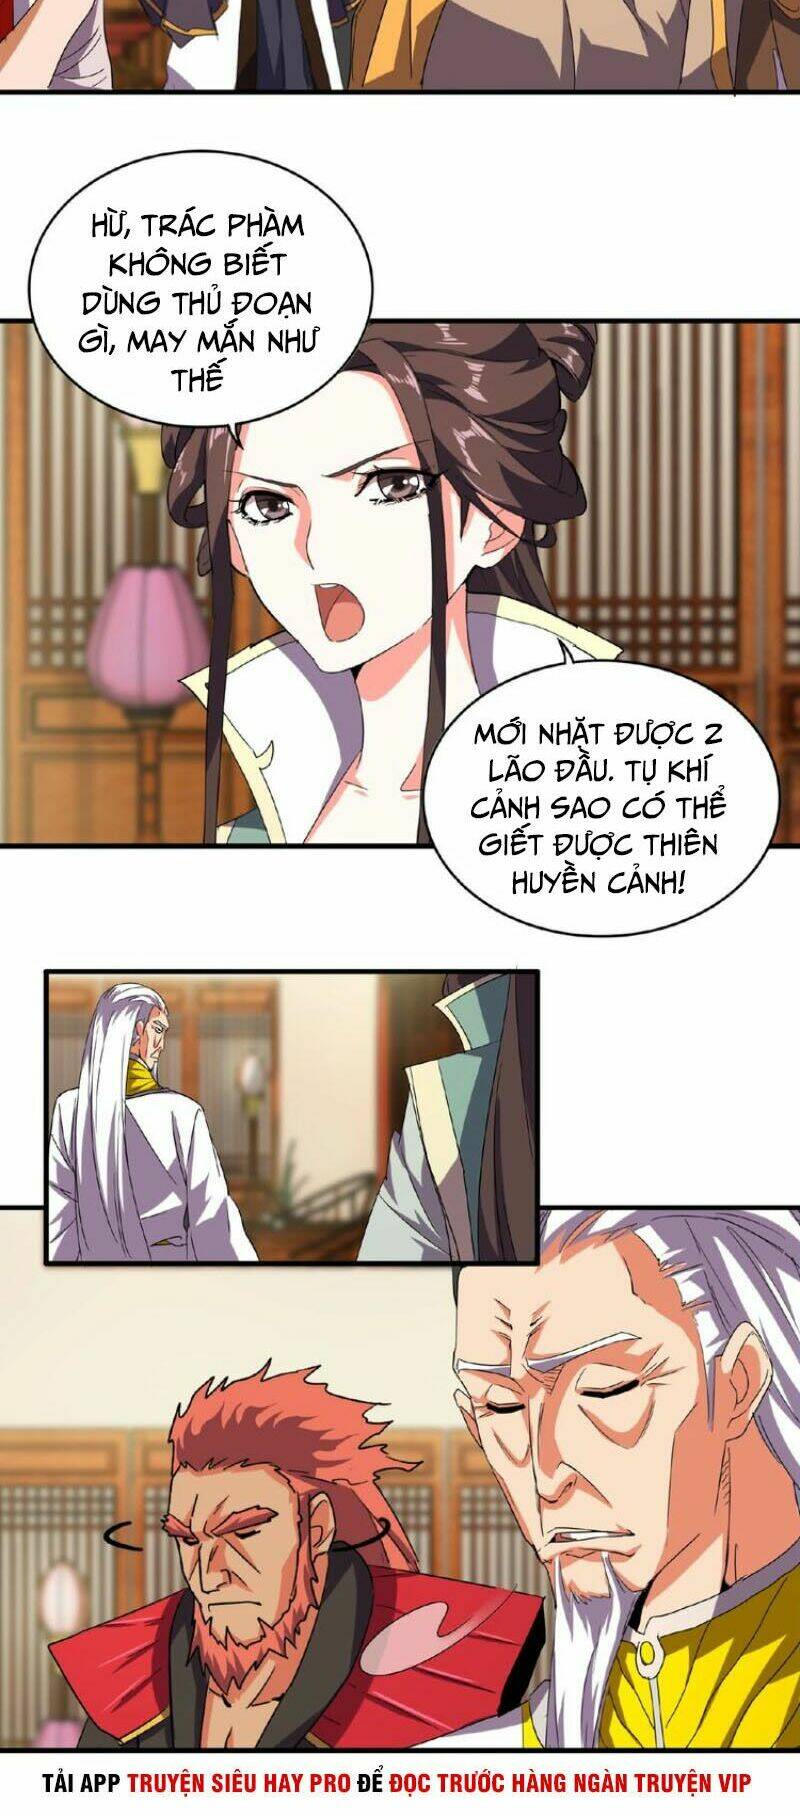 HỪ, TRÁC PHÀM
KHÔNG BIẾT
DÙNG THỦ ĐOẠN
GÌ, MAY MẮN NHƯ
THẾ
MỚI NHẶT ĐƯỢC 2
LÃO ĐẦU. TỤ KHÍ
CẢNH SAO CÓ THỂ
GIẾT ĐƯỢC THIÊN
HUYỀN CẢNH!
TẢI APP TRUYỆN SIÊU HAY PRO ĐỂ ĐỌC TRƯỚC HÀNG NGÀN TRUYỆN VIP